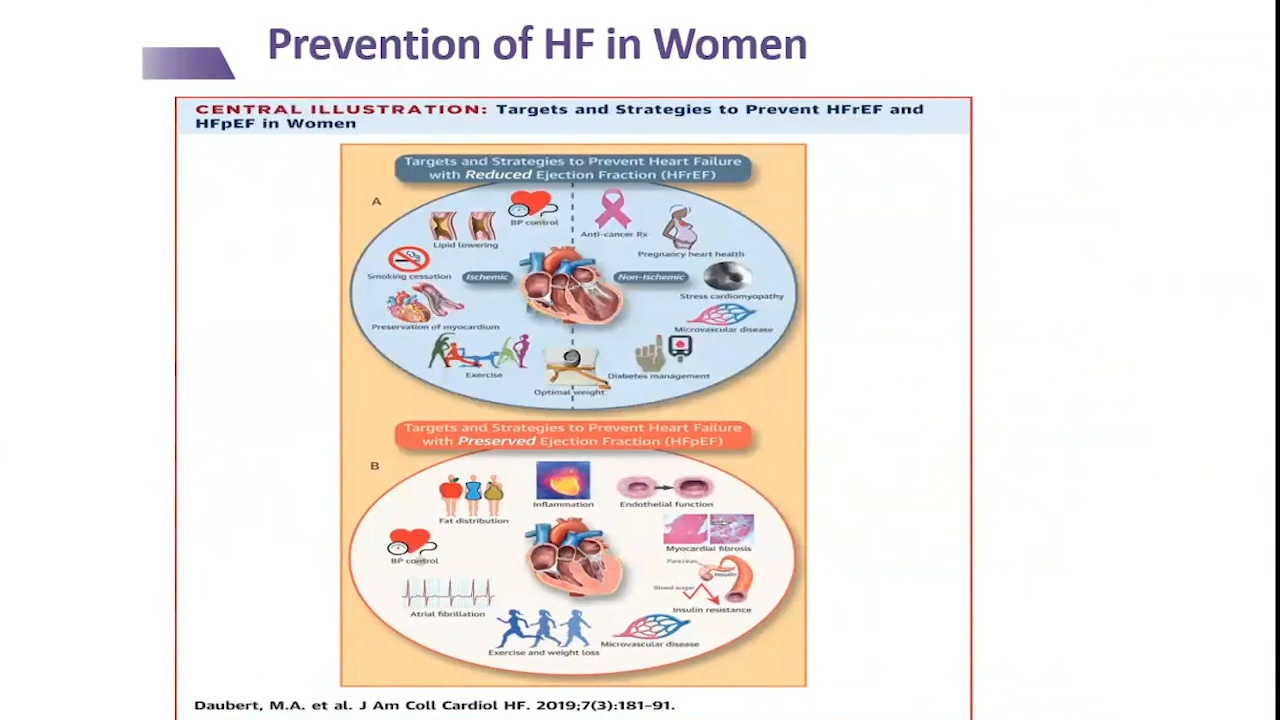 Prevention of HF in Women
CENTRAL ILLUSTRATION: Targets and Strategies to Prevent HFrEF and
HFpEF in Women
Targets and Strategies to Prevent Heart Failure
with Reduced Ejection Fraction (HFrEF)
A
BP control
Anti-cancer Rx
Lipid lowering
Pregnancy heart health
Smoking cessation
Ischemic
Non-Ischemic
Stress cardiomyopathy
Preservation of myocardium
Microvascular disease
Exercise
Diabetes management
Optimal weight
Targets and Strategies to Prevent Heart Failure
with Preserved Ejection Fraction (HFpEF)
B
Fat distribution
Inflammation
Endothelial function
BP control
Myocardial fibrosis
Pancreas
Insulin
Blood sugar
Insulin resistance
Atrial fibrillation
Exercise and weight loss
Microvascular disease
Daubert, M.A. et al. J Am Coll Cardiol HF. 2019;7(3):181–91.